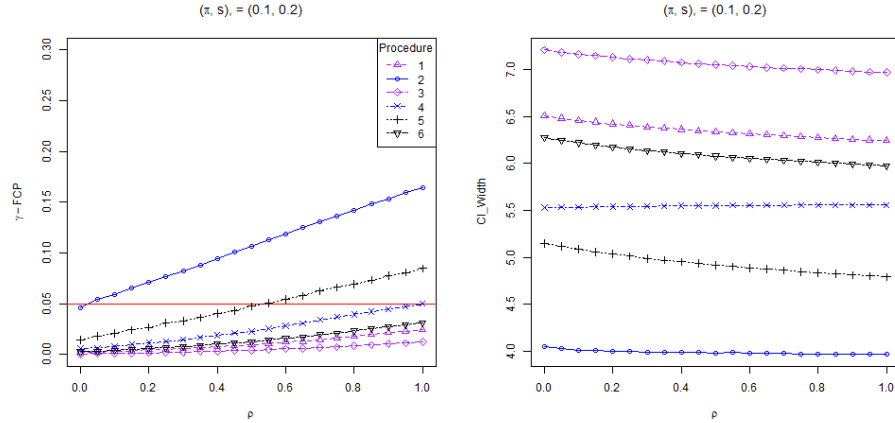 (π, s), = (0.1, 0.2)
0.30
0.25
0.20
0.15
0.10
0.05
0.00
γ−FCP
Procedure
1
2
3
4
5
6
0.0 0.2 0.4 0.6 0.8 1.0
ρ
(π, s), = (0.1, 0.2)
7.0
6.5
6.0
5.5
5.0
4.5
4.0
CI_Width
0.0 0.2 0.4 0.6 0.8 1.0
ρ